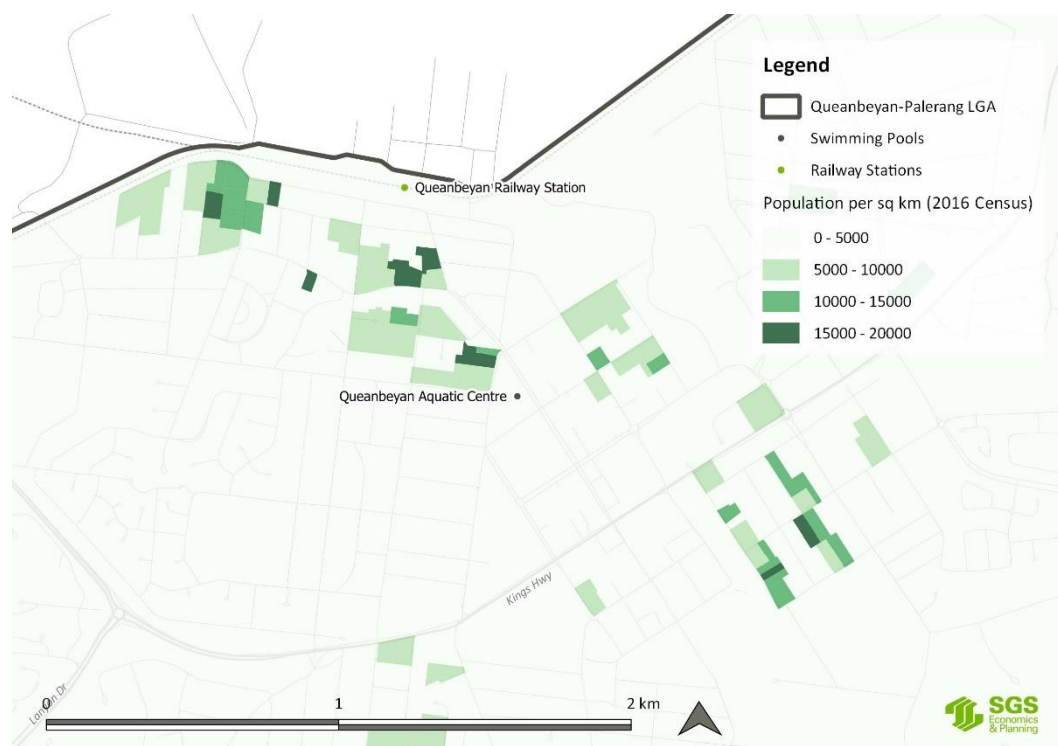 Legend
Queanbeyan-Palerang LGA
Swimming Pools
Railway Stations
Population per sq km (2016 Census)
0 - 5000
5000 - 10000
10000 - 15000
15000 - 20000
Queanbeyan Railway Station
Queanbeyan Aquatic Centre
Kings Hwy
Lanyon Dr
0 1 2 km
SGS
Economics
& Planning